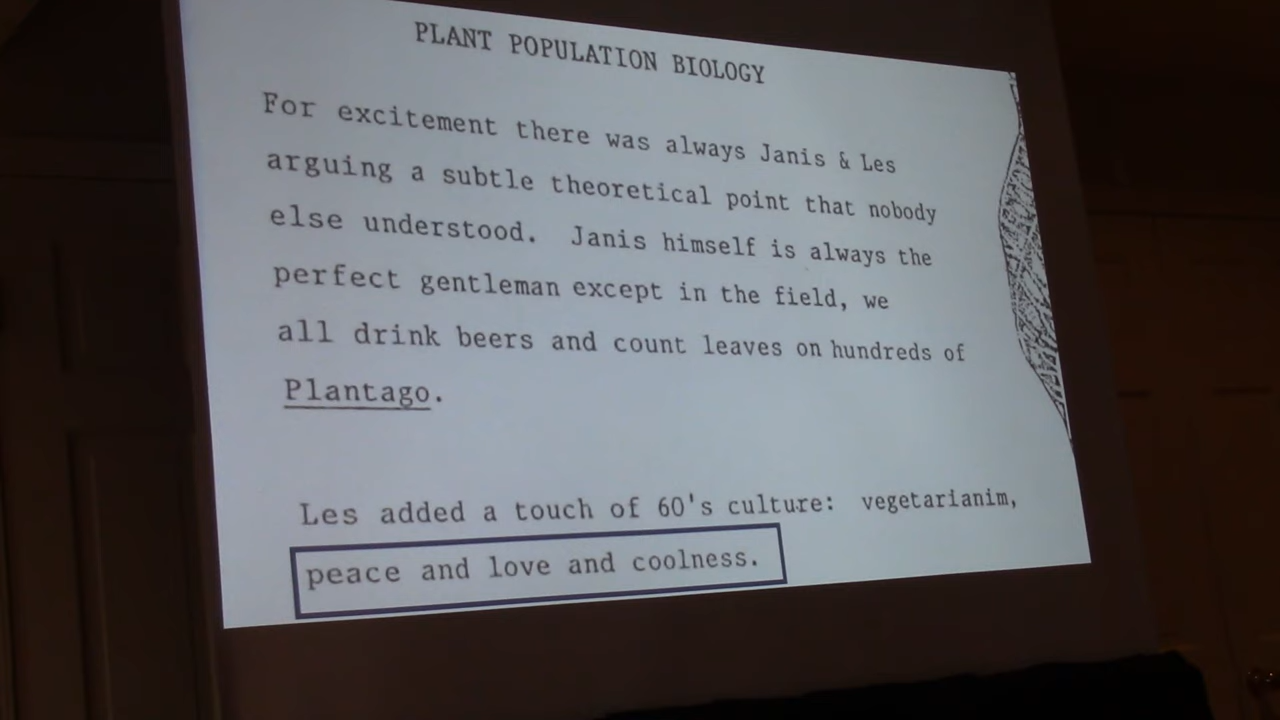 PLANT POPULATION BIOLOGY
For excitement there was always Janis & Les
arguing a subtle theoretical point that nobody
else understood. Janis himself is always the
perfect gentleman except in the field, we
all drink beers and count leaves on hundreds of
Plantago.
Les added a touch of 60's culture: vegetarianim,
peace and love and coolness.